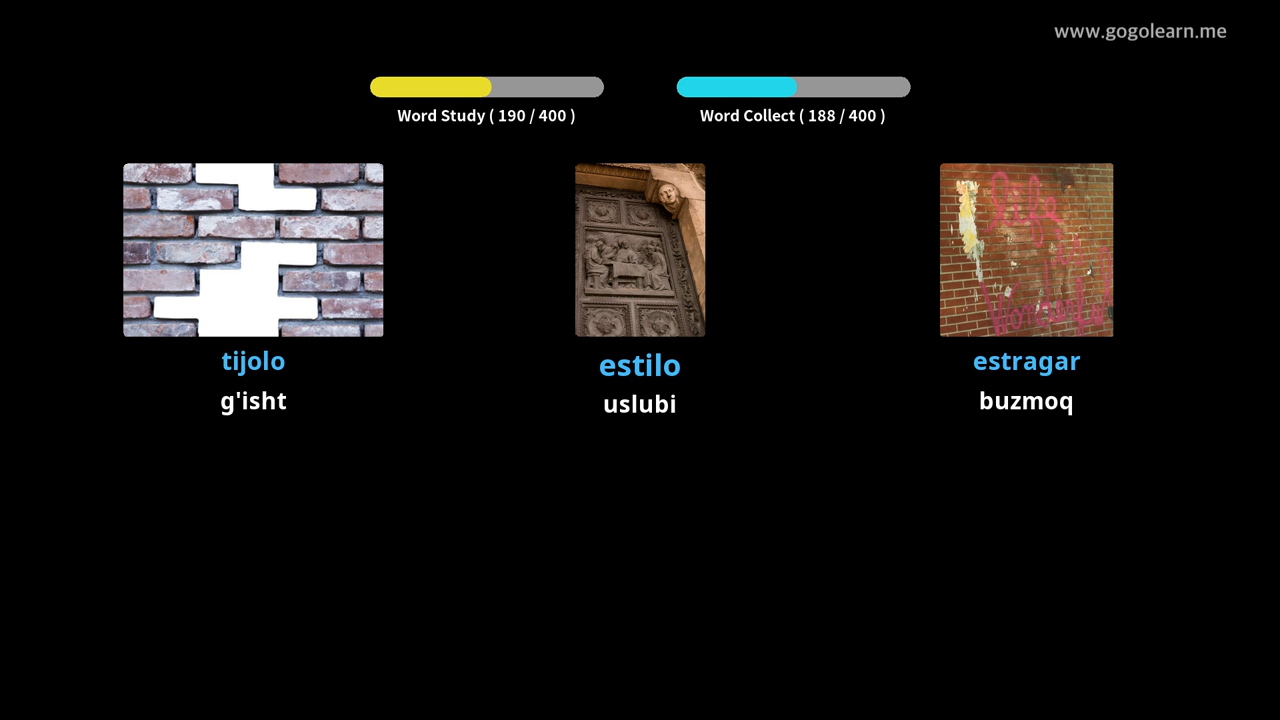 www.gogolearn.me
Word Study ( 190 / 400 )
Word Collect ( 188 / 400 )
tijolo
g'isht
estilo
uslubi
estragar
buzmoq